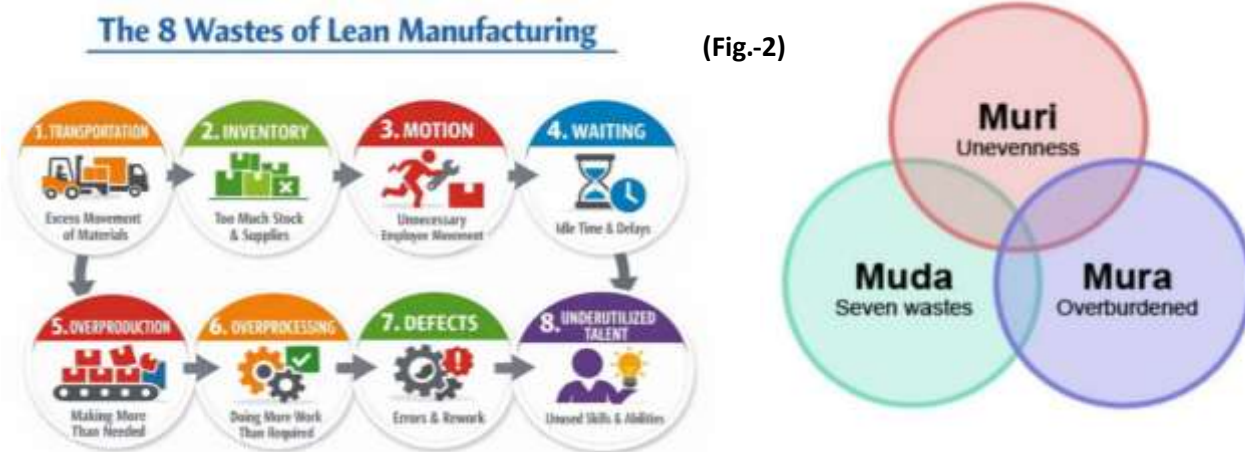 The 8 Wastes of Lean Manufacturing
(Fig.-2)
1. TRANSPORTATION
Excess Movement
of Materials
2. INVENTORY
Too Much Stock
& Supplies
3. MOTION
Unnecessary
Employee Movement
4. WAITING
Idle Time & Delays
5. OVERPRODUCTION
Making More
Than Needed
6. OVERPROCESSING
Doing More Work
Than Required
7. DEFECTS
Errors & Rework
8. UNDERUTILIZED
TALENT
Unused Skills & Abilities
Muri
Unevenness
Muda
Seven wastes
Mura
Overburdened